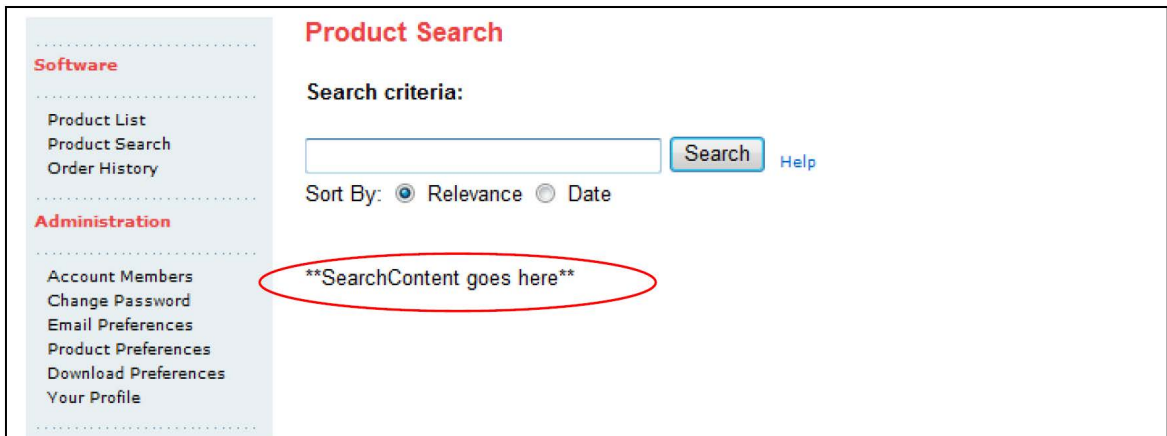 Software
Product List
Product Search
Order History
Administration
Account Members
Change Password
Email Preferences
Product Preferences
Download Preferences
Your Profile
Product Search
Search criteria:
Search Help
Sort By: Relevance Date
**SearchContent goes here**